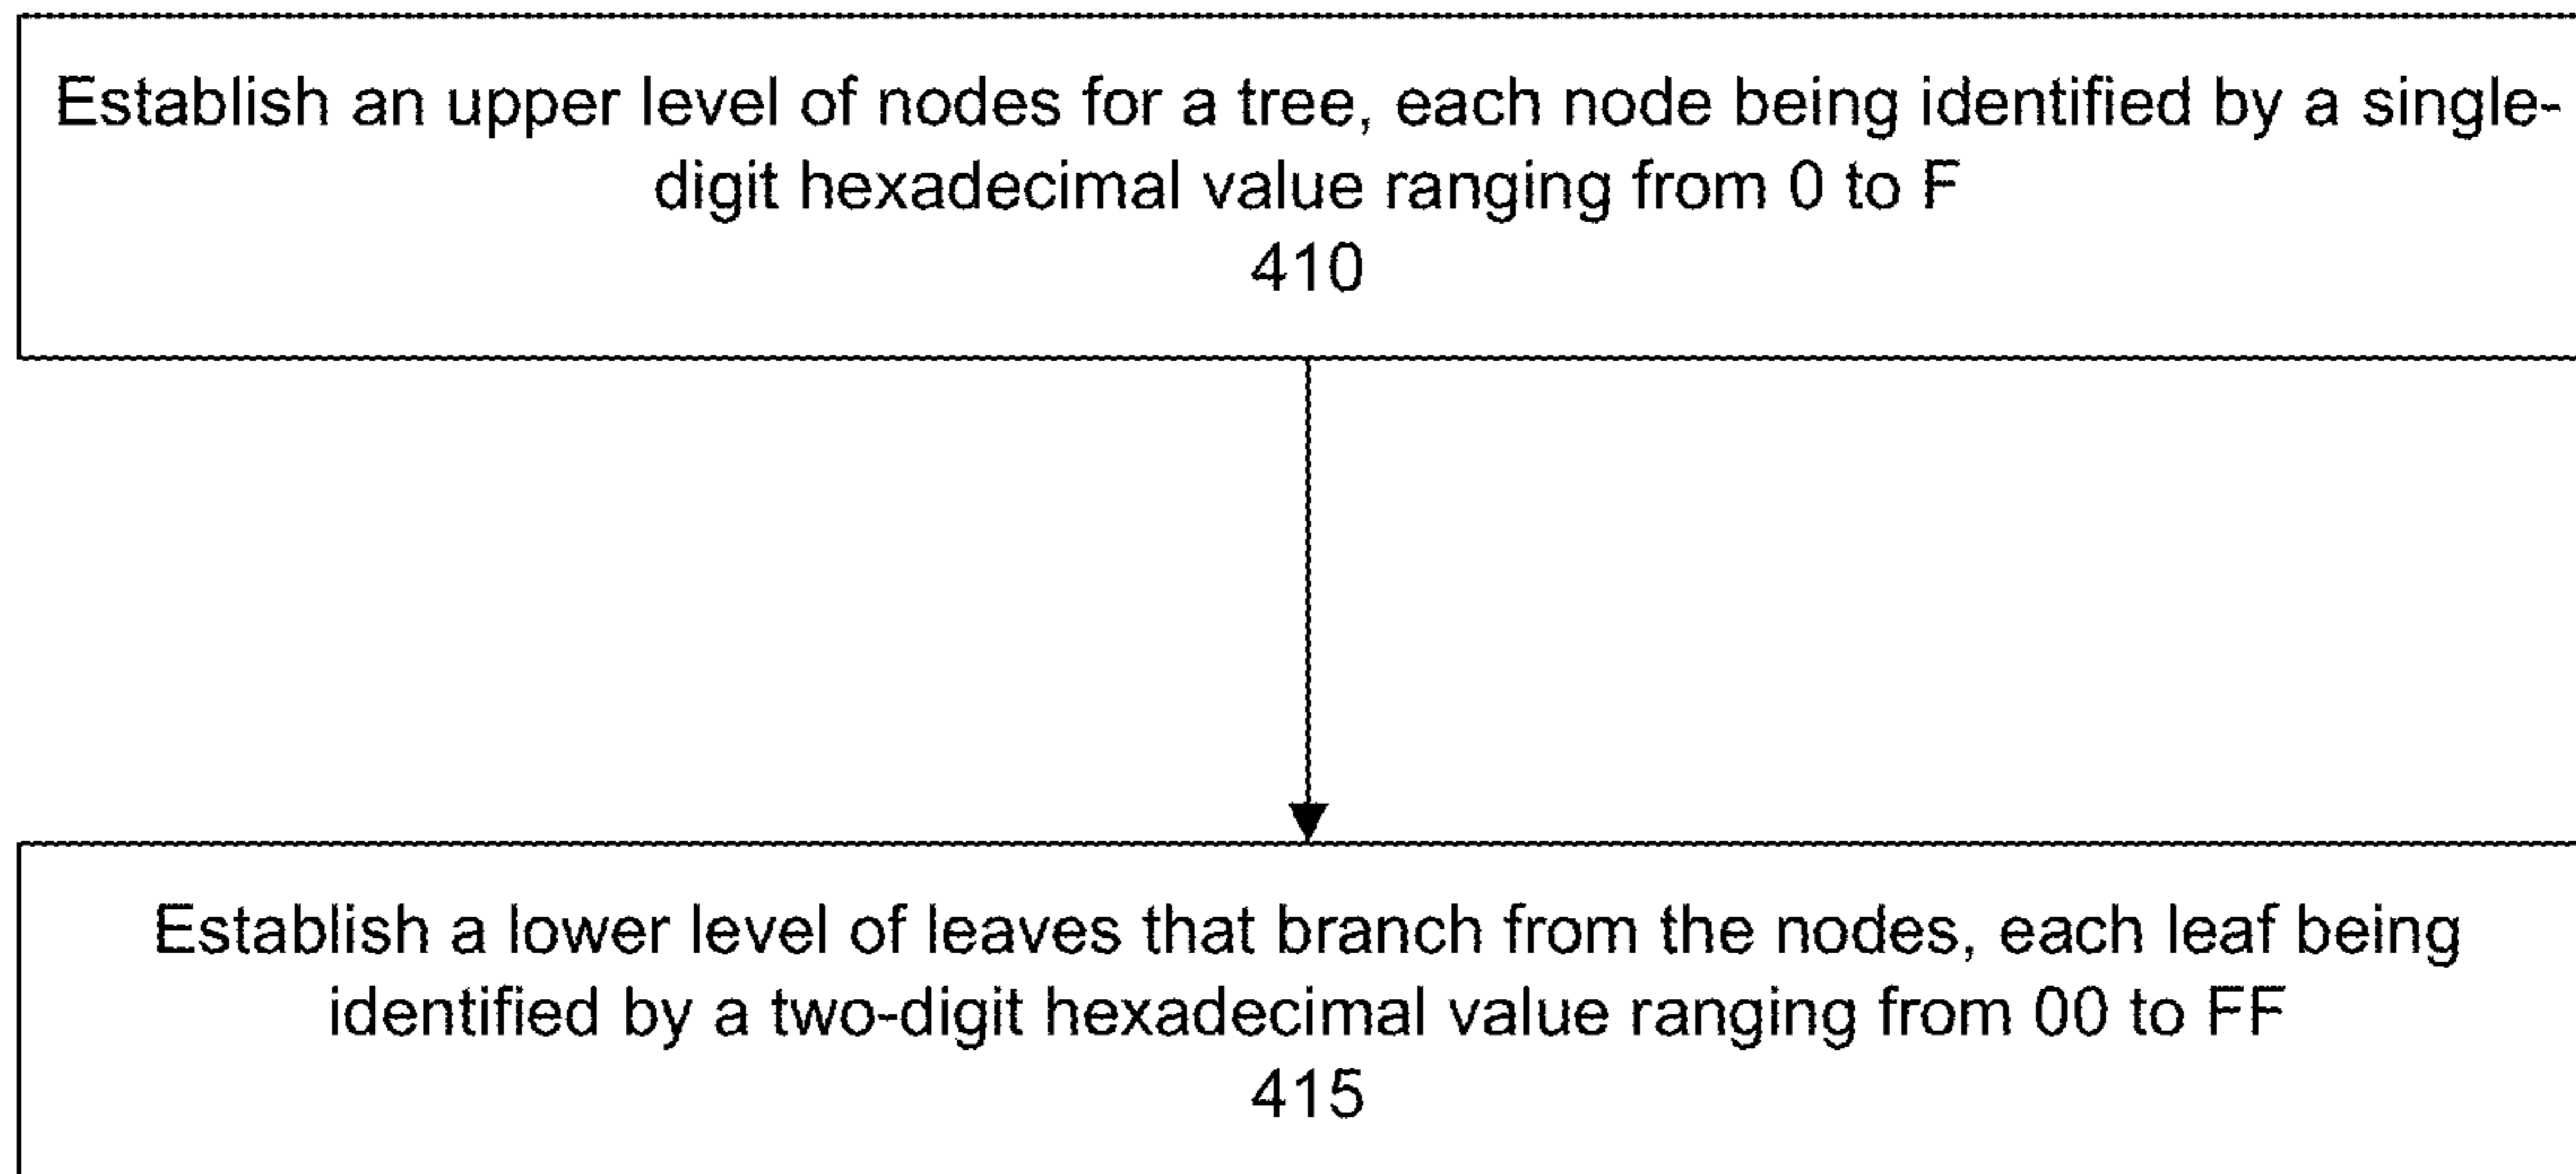 Establish an upper level of nodes for a tree, each node being identified by a single-
digit hexadecimal value ranging from 0 to F
410
Establish a lower level of leaves that branch from the nodes, each leaf being
identified by a two-digit hexadecimal value ranging from 00 to FF
415